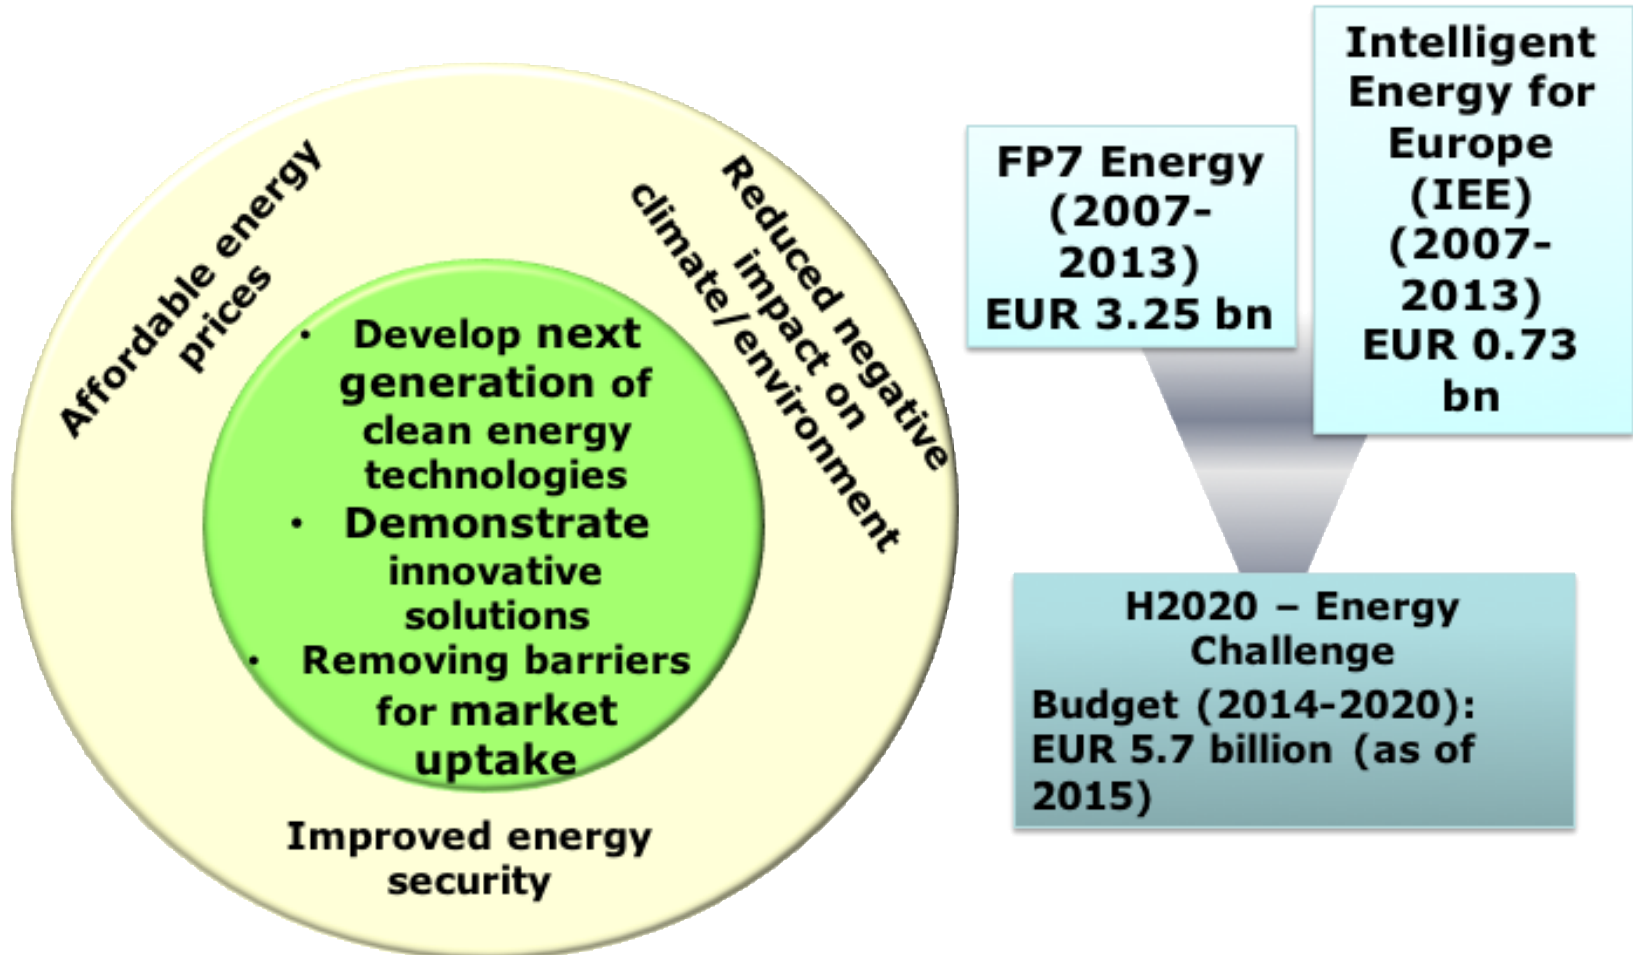 Affordable energy
prices
Reduced negative
impact on
climate/environment
• Develop next
generation of
clean energy
technologies
• Demonstrate
innovative
solutions
• Removing barriers
for market
uptake
Improved energy
security
FP7 Energy
(2007-
2013)
EUR 3.25 bn
Intelligent
Energy for
Europe
(IEE)
(2007-
2013)
EUR 0.73
bn
H2020 – Energy
Challenge
Budget (2014-2020):
EUR 5.7 billion (as of
2015)